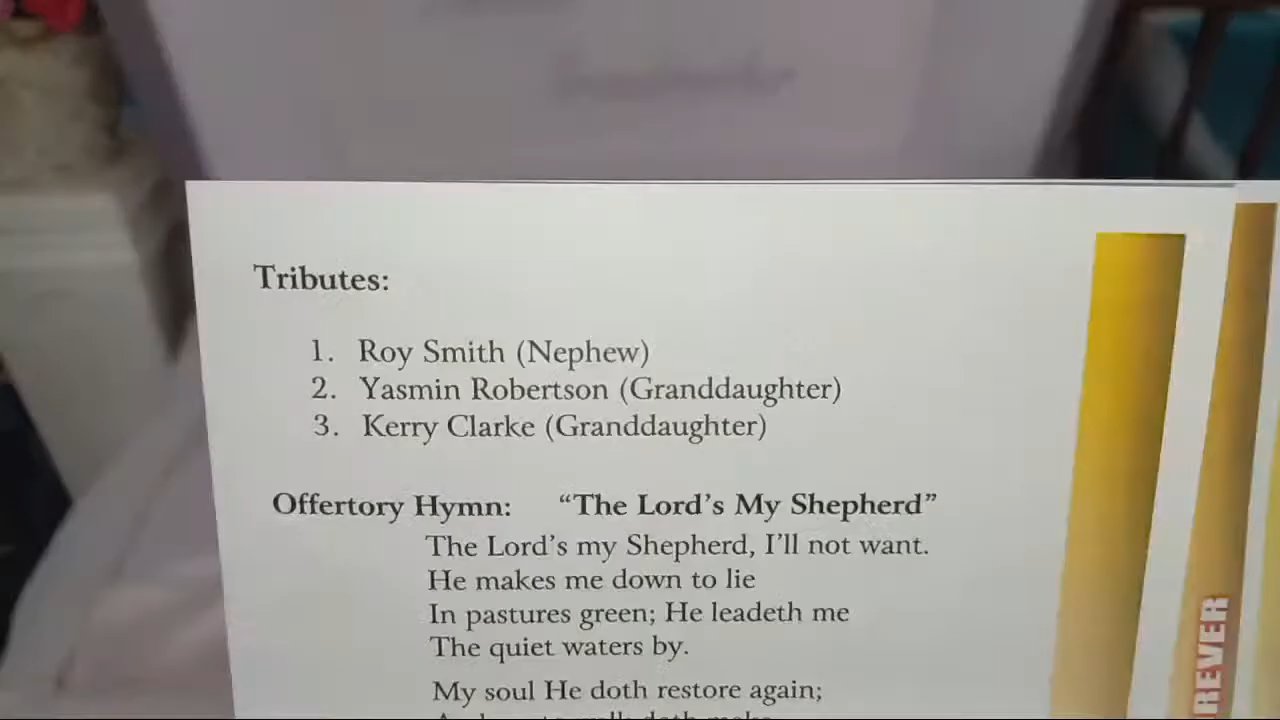 Tributes:
1. Roy Smith (Nephew)
2. Yasmin Robertson (Granddaughter)
3. Kerry Clarke (Granddaughter)
Offertory Hymn: “The Lord’s My Shepherd”
The Lord’s my Shepherd, I’ll not want.
He makes me down to lie
In pastures green; He leadeth me
The quiet waters by.
My soul He doth restore again;
REVER